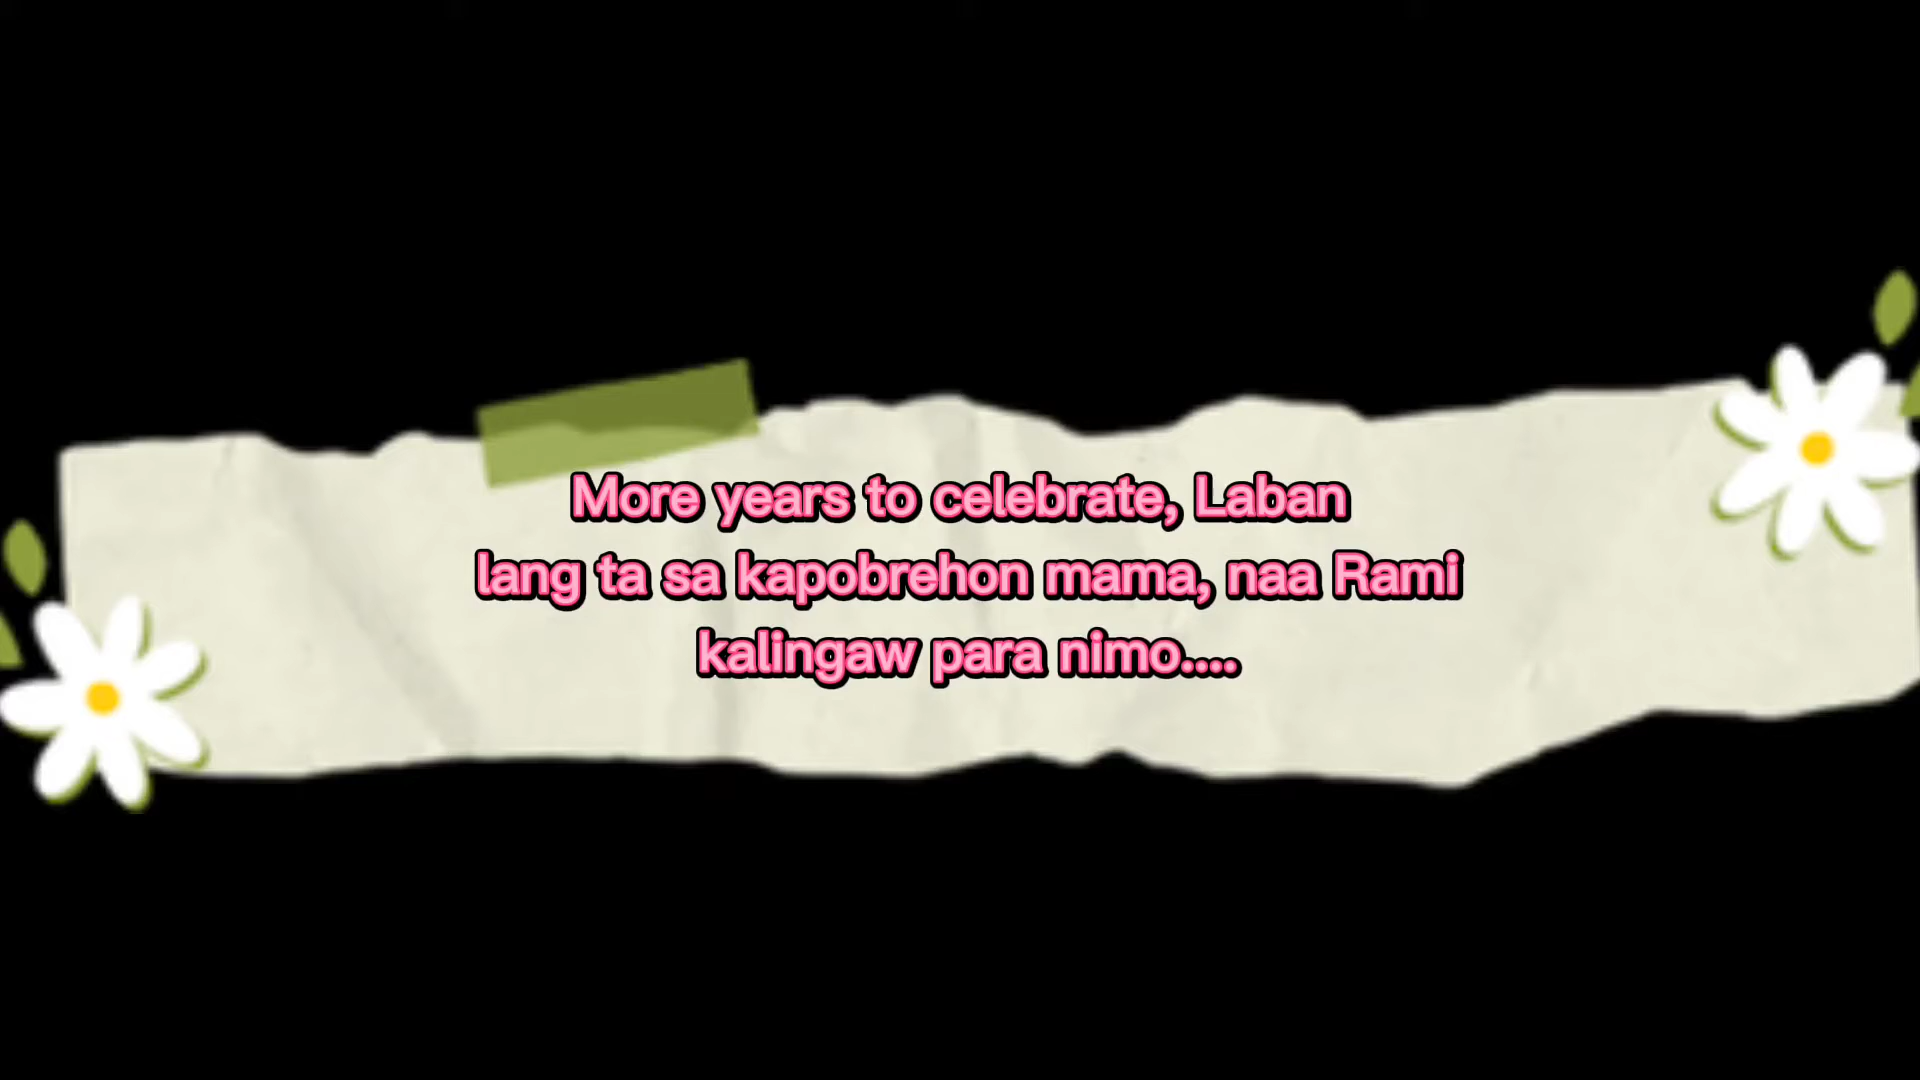 More years to celebrate, Laban
lang ta sa kapobrehon mama, naa Rami
kalingaw para nimo....